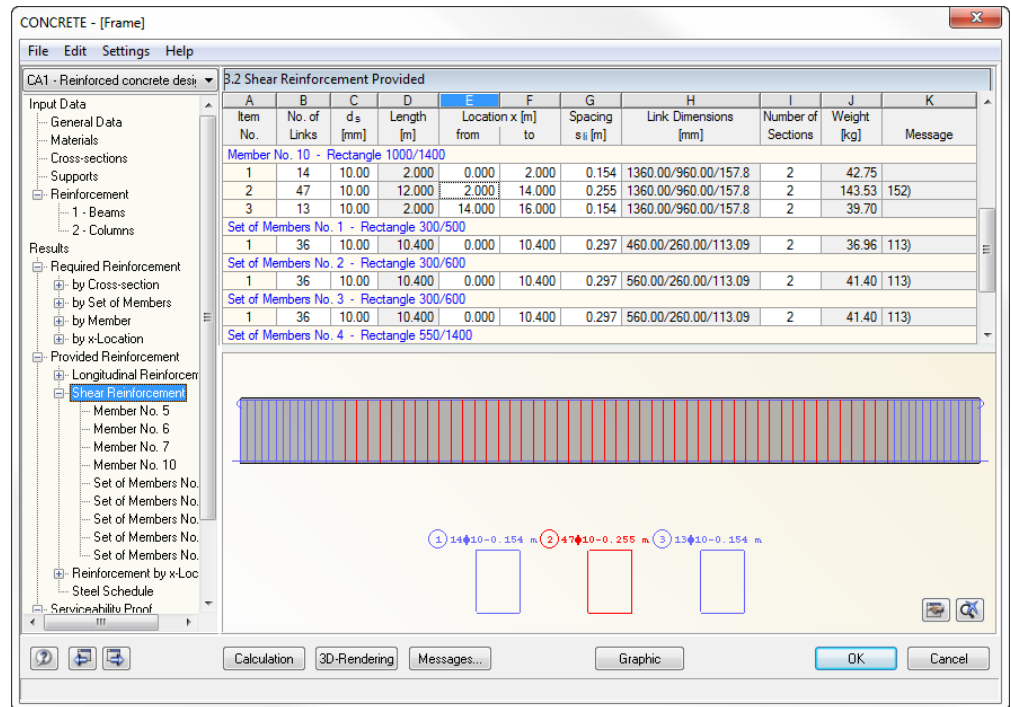 CONCRETE - [Frame]
File Edit Settings Help
CA1 - Reinforced concrete desi
3.2 Shear Reinforcement Provided
Input Data
General Data
Materials
Cross-sections
Supports
Reinforcement
1 - Beams
2 - Columns
Results
Required Reinforcement
by Cross-section
by Set of Members
by Member
by x-Location
Provided Reinforcement
Longitudinal Reinforcem
Shear Reinforcement
Member No. 5
Member No. 6
Member No. 7
Member No. 10
Set of Members No.
Set of Members No.
Set of Members No.
Set of Members No.
Set of Members No.
Reinforcement by x-Loc
Steel Schedule
Serviceability Proof
A B C D E F G H I J K
Item No. of ds Length Location x [m] Spacing Link Dimensions Number of Weight
No. Links [mm] [m] from to sli [m] [mm] Sections [kg] Message
Member No. 10 - Rectangle 1000/1400
1 14 10.00 2.000 0.000 2.000 0.154 1360.00/960.00/157.8 2 42.75
2 47 10.00 12.000 2.000 14.000 0.255 1360.00/960.00/157.8 2 143.53 152)
3 13 10.00 2.000 14.000 16.000 0.154 1360.00/960.00/157.8 2 39.70
Set of Members No. 1 - Rectangle 300/500
1 36 10.00 10.400 0.000 10.400 0.297 460.00/260.00/113.09 2 36.96 113)
Set of Members No. 2 - Rectangle 300/600
1 36 10.00 10.400 0.000 10.400 0.297 560.00/260.00/113.09 2 41.40 113)
Set of Members No. 3 - Rectangle 300/600
1 36 10.00 10.400 0.000 10.400 0.297 560.00/260.00/113.09 2 41.40 113)
Set of Members No. 4 - Rectangle 550/1400
1 14ϕ10-0.154 m 2 47ϕ10-0.255 m 3 13ϕ10-0.154 m
Calculation 3D-Rendering Messages... Graphic OK Cancel